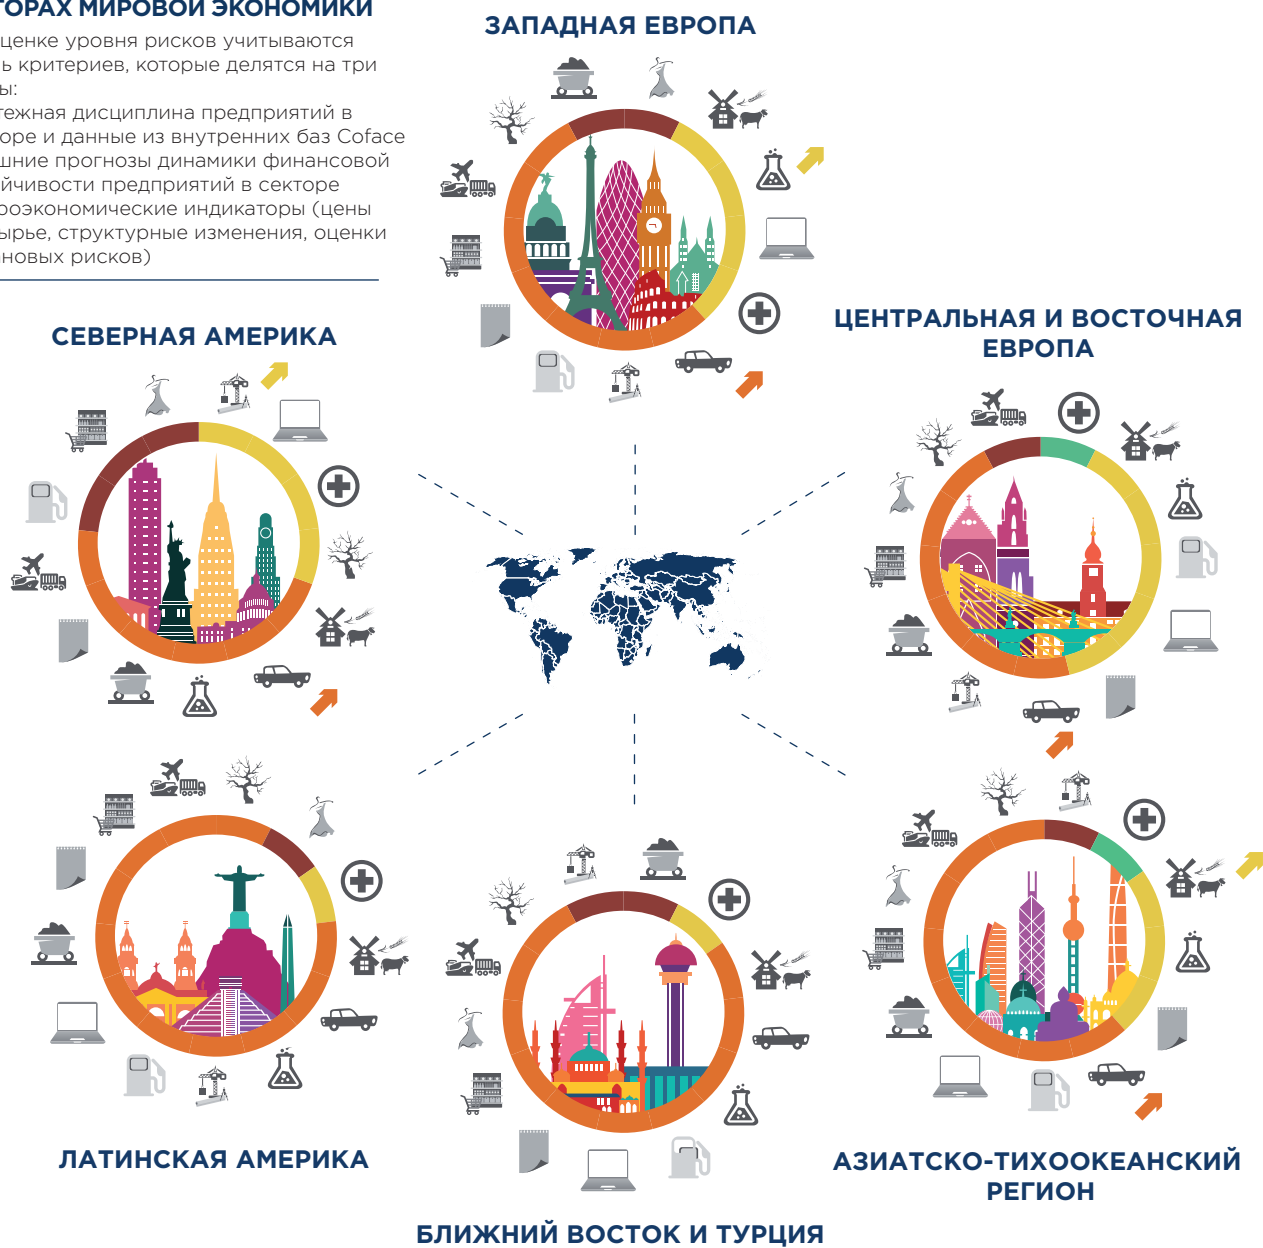 ТОРАХ МИРОВОЙ ЭКОНОМИКИ
ценке уровня рисков учитываются
ь критериев, которые делятся на три
ы:
тежная дисциплина предприятий в
оре и данные из внутренних баз Coface
шние прогнозы динамики финансовой
йчивости предприятий в секторе
роэкономические индикаторы (цены
ырье, структурные изменения, оценки
ановых рисков)
ЗАПАДНАЯ ЕВРОПА
СЕВЕРНАЯ АМЕРИКА
ЦЕНТРАЛЬНАЯ И ВОСТОЧНАЯ
ЕВРОПА
ЛАТИНСКАЯ АМЕРИКА
АЗИАТСКО-ТИХООКЕАНСКИЙ
РЕГИОН
БЛИЖНИЙ ВОСТОК И ТУРЦИЯ